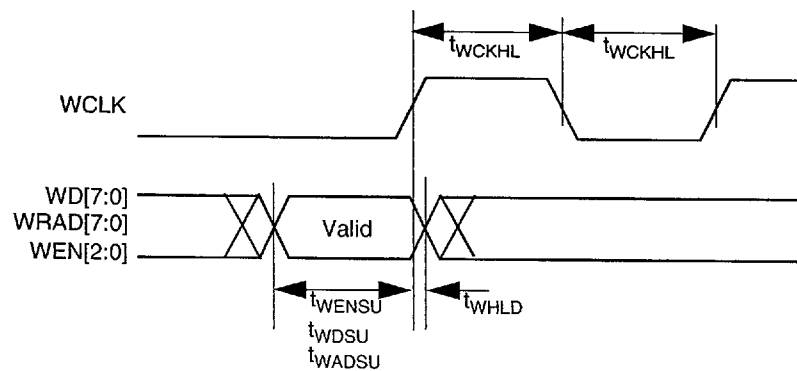 tWCKHL
tWCKHL
WCLK
WD[7:0]
WRAD[7:0]
WEN[2:0]
Valid
tWENSU
tWHLD
tWDSU
tWADSU